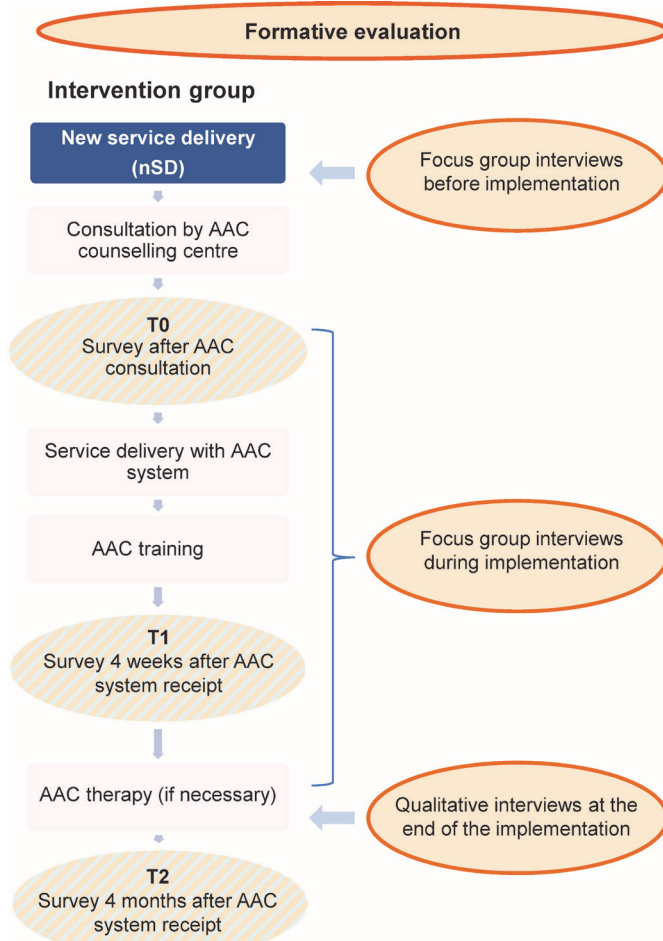 Formative evaluation
Intervention group
New service delivery
(nSD)
Focus group interviews
before implementation
Consultation by AAC
counselling centre
T0
Survey after AAC
consultation
Service delivery with AAC
system
AAC training
Focus group interviews
during implementation
T1
Survey 4 weeks after AAC
system receipt
AAC therapy (if necessary)
Qualitative interviews at the
end of the implementation
T2
Survey 4 months after AAC
system receipt